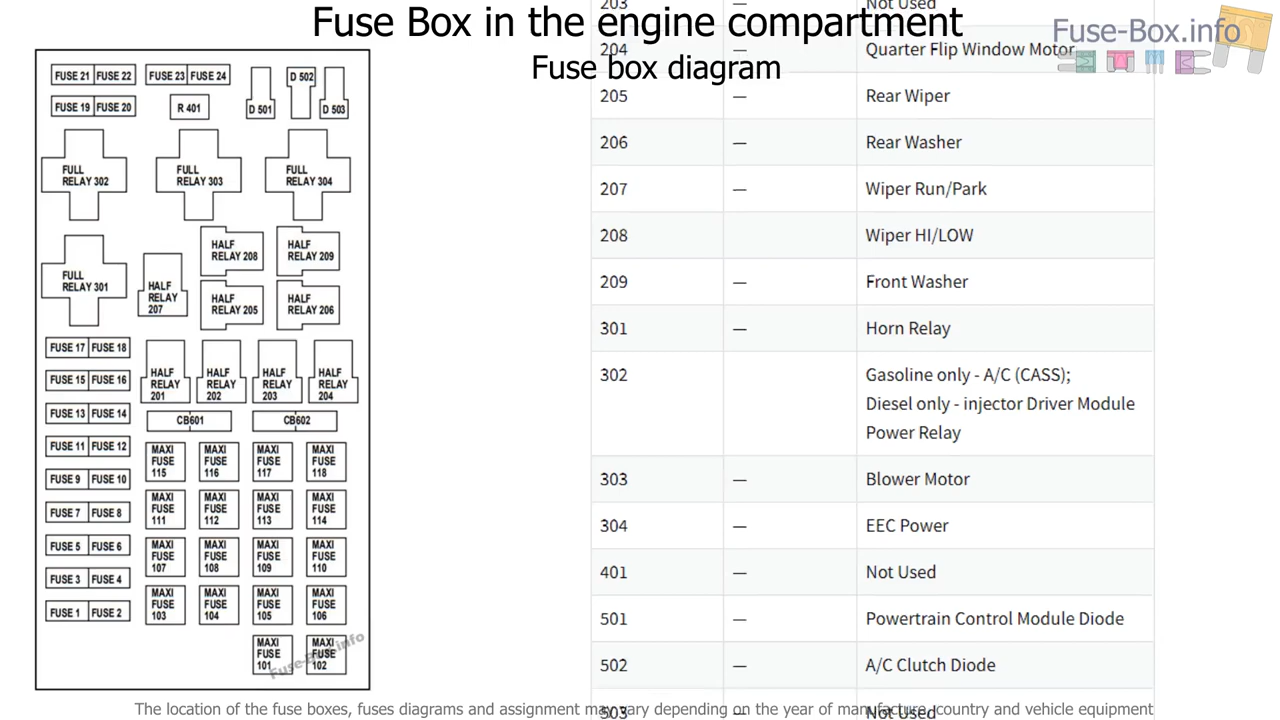 Fuse Box in the engine compartment
Fuse box diagram
Fuse-Box.info
FUSE 21 FUSE 22 FUSE 23 FUSE 24
D 502
FUSE 19 FUSE 20 R 401 D 501 D 503
FULL RELAY 302
FULL RELAY 303
FULL RELAY 304
HALF RELAY 208
HALF RELAY 209
FULL RELAY 301
HALF RELAY 207
HALF RELAY 205
HALF RELAY 206
FUSE 17 FUSE 18
HALF RELAY 201
HALF RELAY 202
HALF RELAY 203
HALF RELAY 204
FUSE 15 FUSE 16
FUSE 13 FUSE 14
CB601 CB602
FUSE 11 FUSE 12
MAXI FUSE 115
MAXI FUSE 116
MAXI FUSE 117
MAXI FUSE 118
FUSE 9 FUSE 10
FUSE 7 FUSE 8
MAXI FUSE 111
MAXI FUSE 112
MAXI FUSE 113
MAXI FUSE 114
FUSE 5 FUSE 6
MAXI FUSE 107
MAXI FUSE 108
MAXI FUSE 109
MAXI FUSE 110
FUSE 3 FUSE 4
FUSE 1 FUSE 2
MAXI FUSE 103
MAXI FUSE 104
MAXI FUSE 105
MAXI FUSE 106
MAXI FUSE 101
MAXI FUSE 102
Fuse-Box.info
203 — Not Used
204 — Quarter Flip Window Motor
205 — Rear Wiper
206 — Rear Washer
207 — Wiper Run/Park
208 Wiper HI/LOW
209 — Front Washer
301 — Horn Relay
302 Gasoline only - A/C (CASS);
Diesel only - injector Driver Module
Power Relay
303 — Blower Motor
304 — EEC Power
401 — Not Used
501 — Powertrain Control Module Diode
502 — A/C Clutch Diode
503 — Not Used
The location of the fuse boxes, fuses diagrams and assignment may vary depending on the year of manufacture, country and vehicle equipment